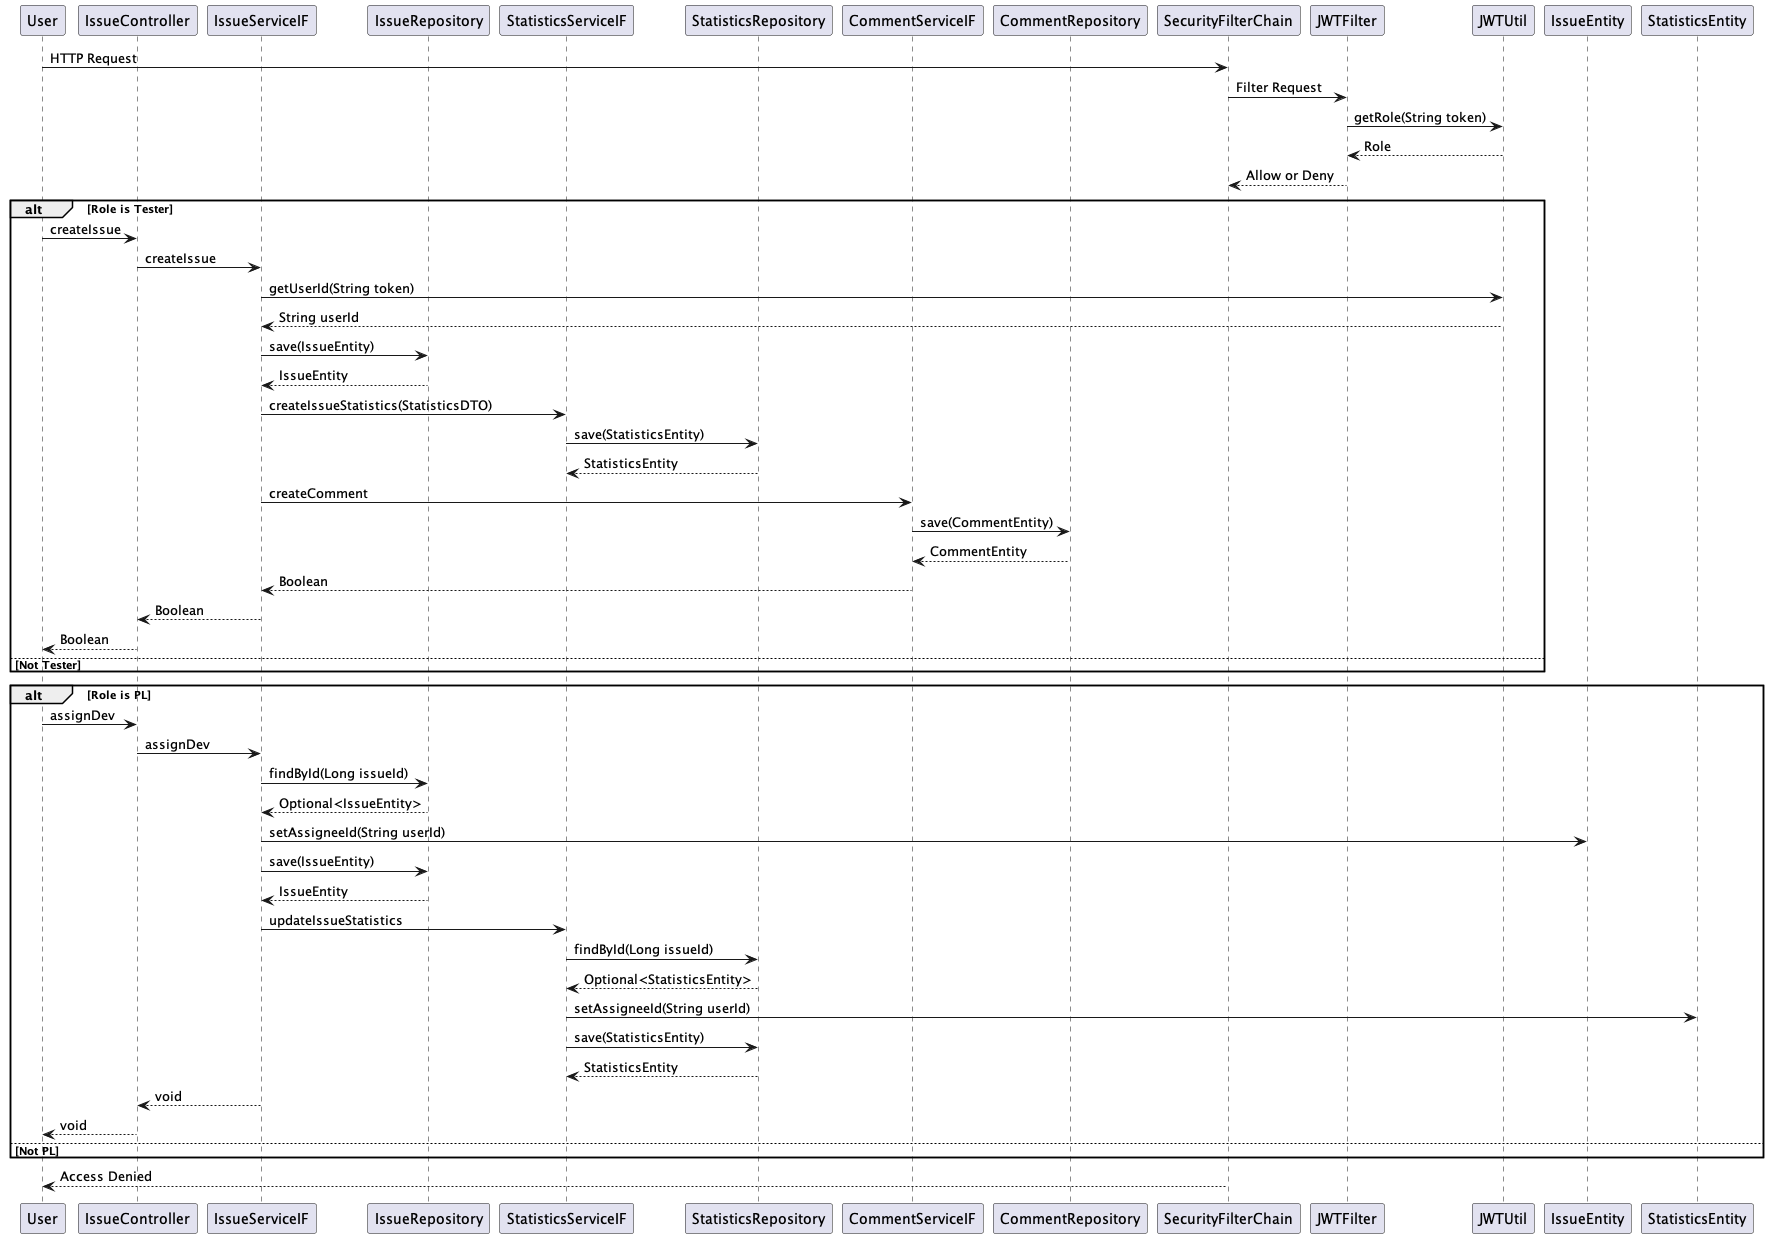 User IssueController IssueServiceIF IssueRepository StatisticsServiceIF StatisticsRepository CommentServiceIF CommentRepository SecurityFilterChain JWTFilter JWTUtil IssueEntity StatisticsEntity
HTTP Request
Filter Request
getRole(String token)
Role
Allow or Deny
alt [Role is Tester]
createIssue
createIssue
getUserId(String token)
String userId
save(IssueEntity)
IssueEntity
createIssueStatistics(StatisticsDTO)
save(StatisticsEntity)
StatisticsEntity
createComment
save(CommentEntity)
CommentEntity
Boolean
Boolean
Boolean
[Not Tester]
alt [Role is PL]
assignDev
assignDev
findById(Long issueId)
Optional<IssueEntity>
setAssigneeId(String userId)
save(IssueEntity)
IssueEntity
updateIssueStatistics
findById(Long issueId)
Optional<StatisticsEntity>
setAssigneeId(String userId)
save(StatisticsEntity)
StatisticsEntity
void
void
[Not PL]
Access Denied
User IssueController IssueServiceIF IssueRepository StatisticsServiceIF StatisticsRepository CommentServiceIF CommentRepository SecurityFilterChain JWTFilter JWTUtil IssueEntity StatisticsEntity